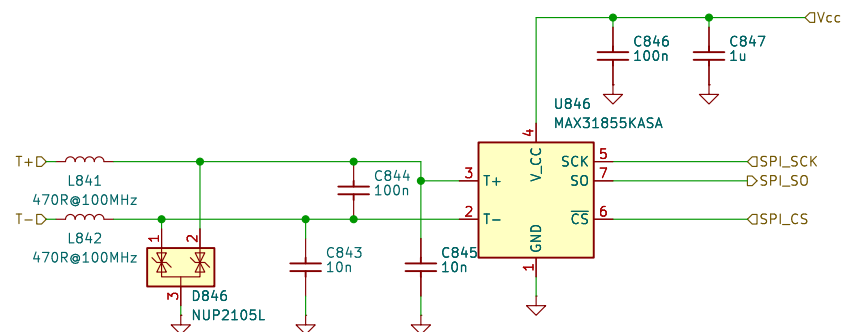 Vcc
C846
100n
C847
1u
U846
MAX31855KASA
4
V_CC
T+
L841
470R@100MHz
C844
100n
3
T+
SCK
5
SPI_SCK
SO
7
SPI_SO
T-
L842
470R@100MHz
2
T-
CS
6
SPI_CS
1
2
C843
10n
C845
10n
GND
1
3
D846
NUP2105L